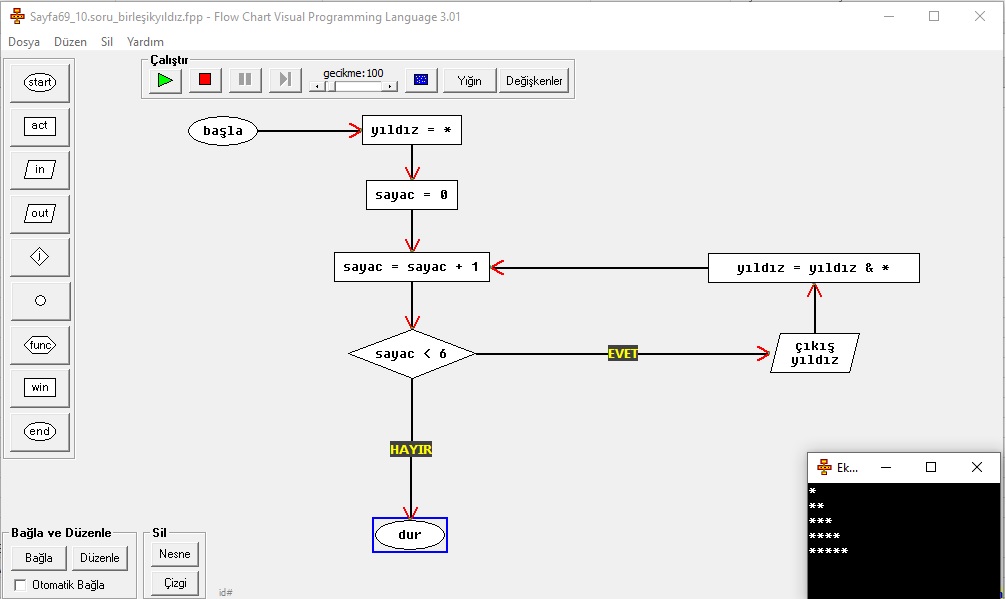 Sayfa69_10.soru_birleşikyıldız.fpp - Flow Chart Visual Programming Language 3.01
Dosya Düzen Sil Yardım
Çalıştır
gecikme:100
Yığın
Değişkenler
start
act
in
out
j
func
win
end
başla
yıldız = *
sayac = 0
sayac = sayac + 1
yıldız = yıldız & *
sayac < 6
EVET
çıkış
yıldız
HAYIR
dur
Ek...
*
**
***
****
*****
Bağla ve Düzenle
Bağla
Düzenle
Otomatik Bağla
Sil
Nesne
Çizgi
id#